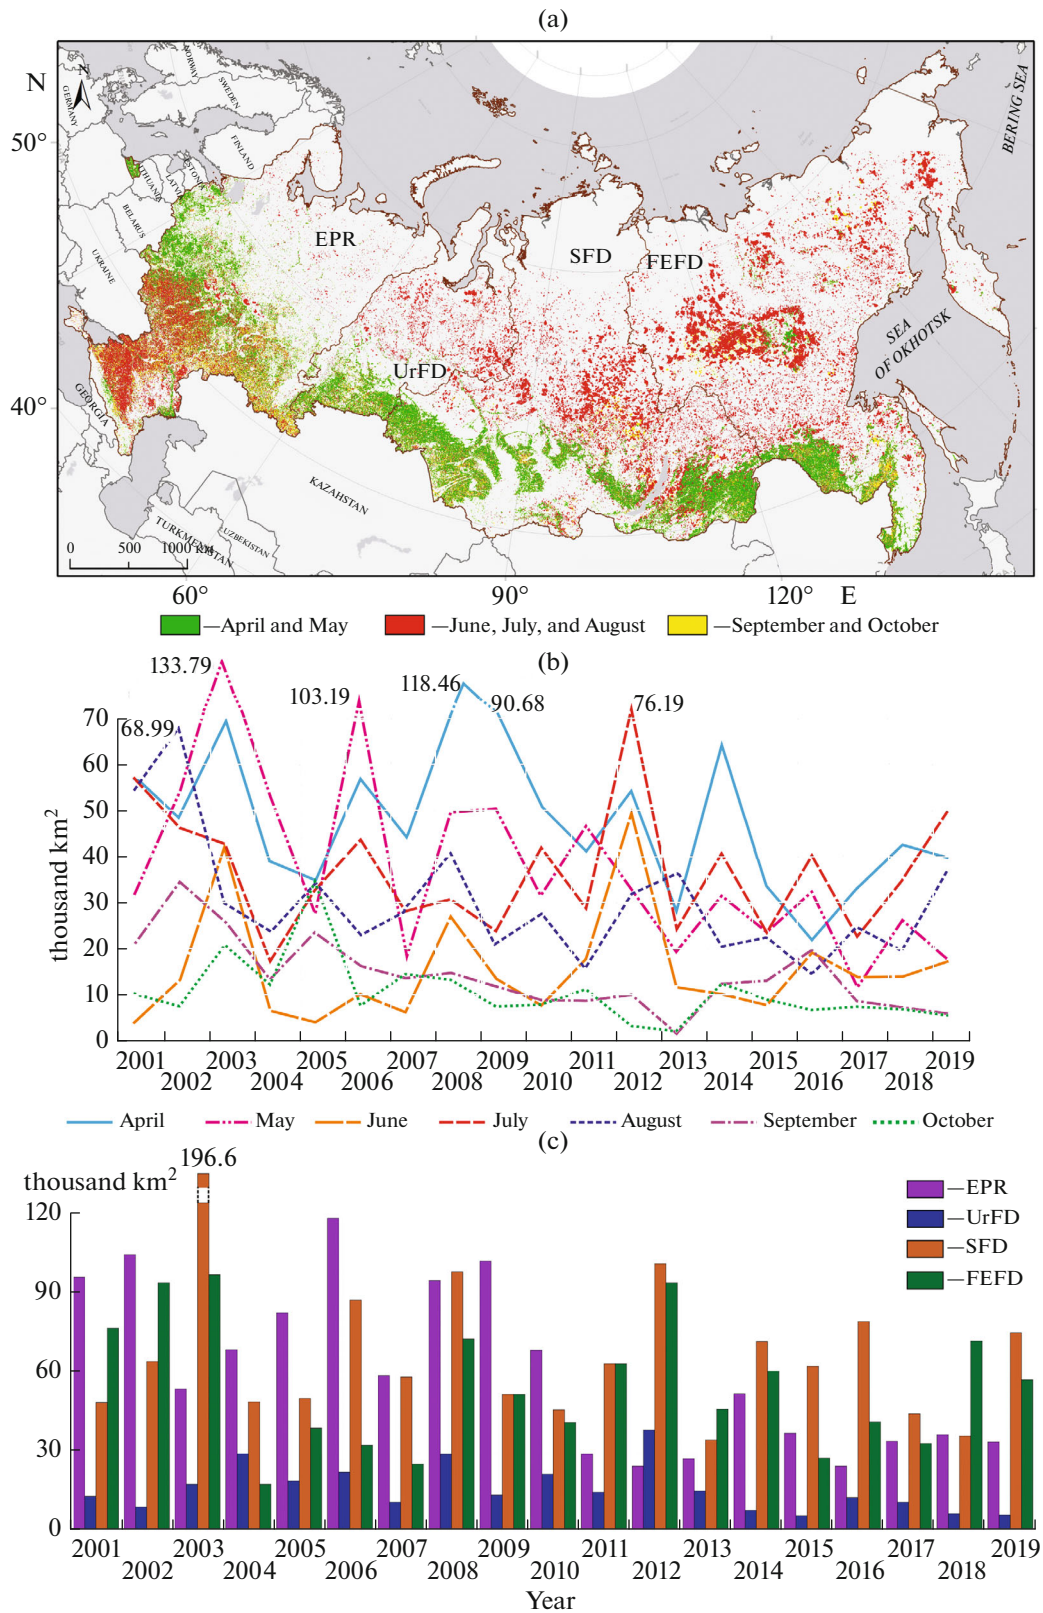 (a)
N
N
50°
40°
NORWAY
SWEDEN
GERMANY
FINLAND
ESTONIA
LATVIA
LITHUANIA
BELARUS
UKRAINE
GEORGIA
EPR
SFD
FEFD
UrFD
BERING SEA
SEA
OF OKHOTSK
KAZAHSTAN
UZBEKISTAN
TURKMENISTAN
0 500 1000 km
60° 90° 120° E
—April and May —June, July, and August —September and October
(b)
133.79
103.19
118.46
90.68
76.19
68.99
thousand km²
70
60
50
40
30
20
10
0
2001 2003 2005 2007 2009 2011 2013 2015 2017 2019
2002 2004 2006 2008 2010 2012 2014 2016 2018
April May June July August September October
(c)
196.6
thousand km²
—EPR
—UrFD
—SFD
—FEFD
120
90
60
30
0
2001 2003 2005 2007 2009 2011 2013 2015 2017 2019
2002 2004 2006 2008 2010 2012 2014 2016 2018
Year